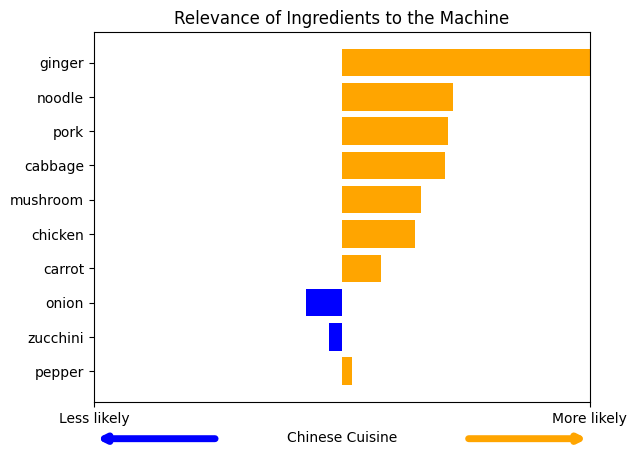 Relevance of Ingredients to the Machine
ginger
noodle
pork
cabbage
mushroom
chicken
carrot
onion
zucchini
pepper
Less likely
More likely
Chinese Cuisine